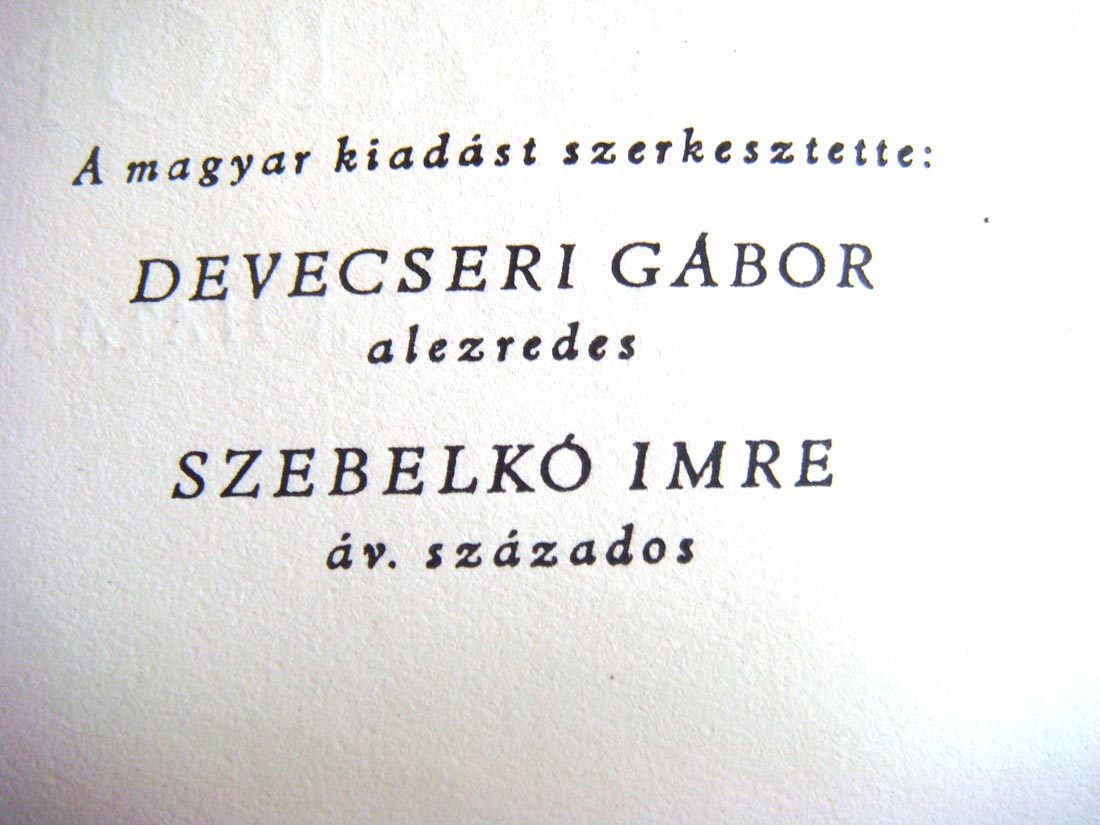 A magyar kiadást szerkesztette:
DEVECSERI GÁBOR
alezredes
SZEBELKÓ IMRE
áv. százados